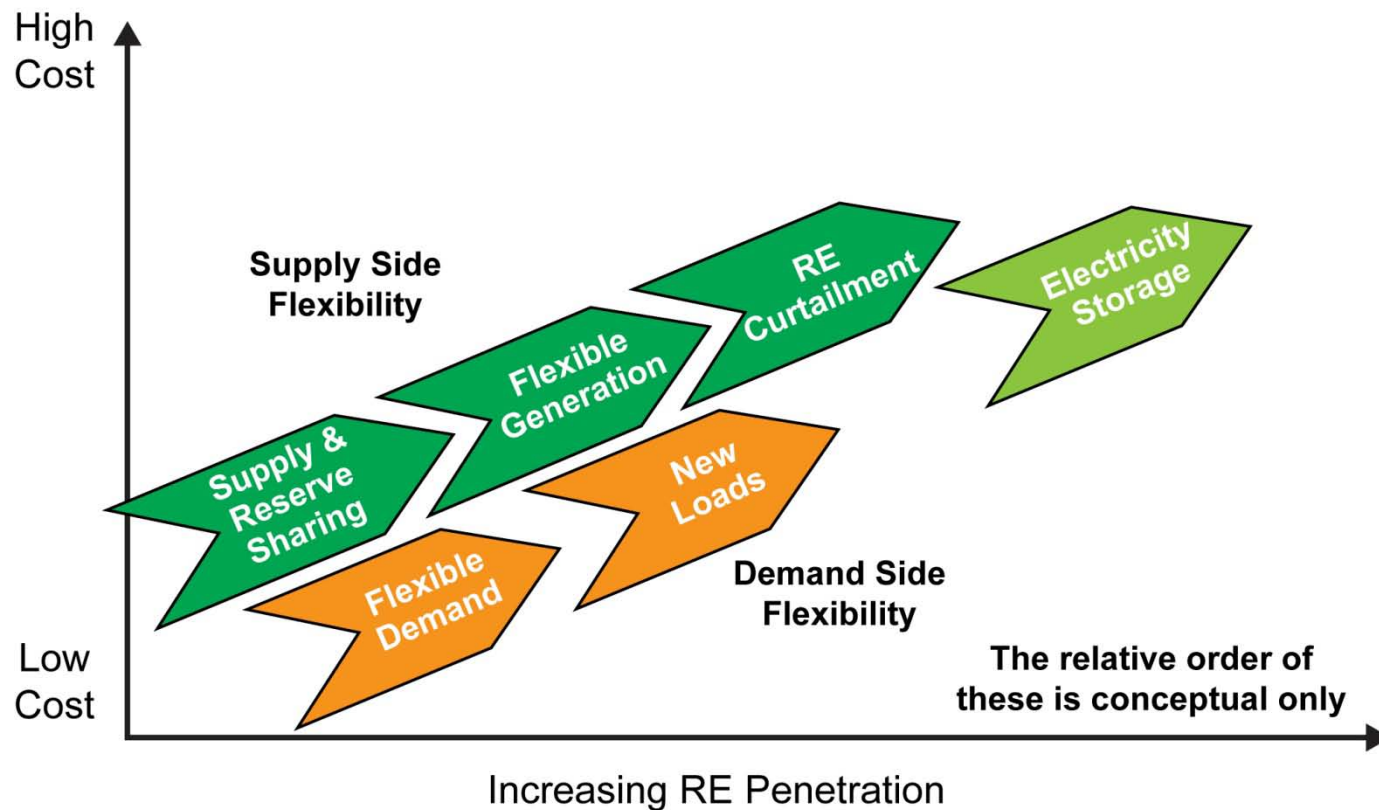 High
Cost
Supply Side
Flexibility
RE
Curtailment
Electricity
Storage
Flexible
Generation
Supply &
Reserve
Sharing
New
Loads
Flexible
Demand
Demand Side
Flexibility
Low
Cost
The relative order of
these is conceptual only
Increasing RE Penetration